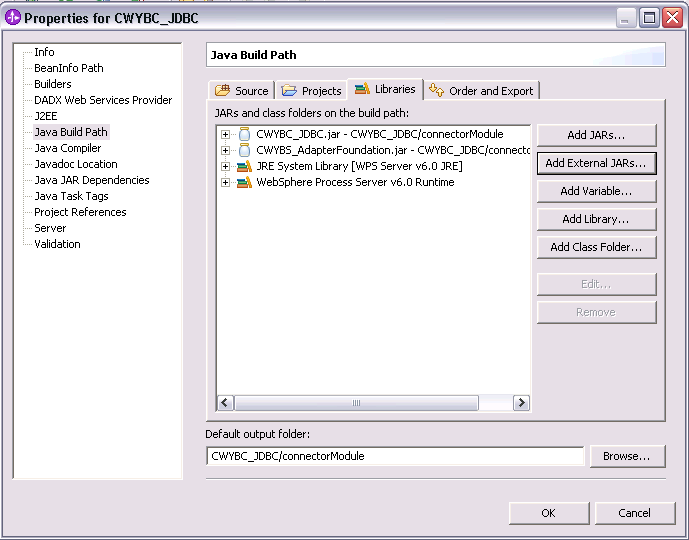 Properties for CWYBC_JDBC
Info
BeanInfo Path
Builders
DADX Web Services Provider
J2EE
Java Build Path
Java Compiler
Javadoc Location
Java JAR Dependencies
Java Task Tags
Project References
Server
Validation
Java Build Path
Source
Projects
Libraries
Order and Export
JARs and class folders on the build path:
CWYBC_JDBC.jar - CWYBC_JDBC/connectorModule
CWYBS_AdapterFoundation.jar - CWYBC_JDBC/connecto
JRE System Library [WPS Server v6.0 JRE]
WebSphere Process Server v6.0 Runtime
Add JARs...
Add External JARs...
Add Variable...
Add Library...
Add Class Folder...
Edit...
Remove
Default output folder:
CWYBC_JDBC/connectorModule
Browse...
OK
Cancel